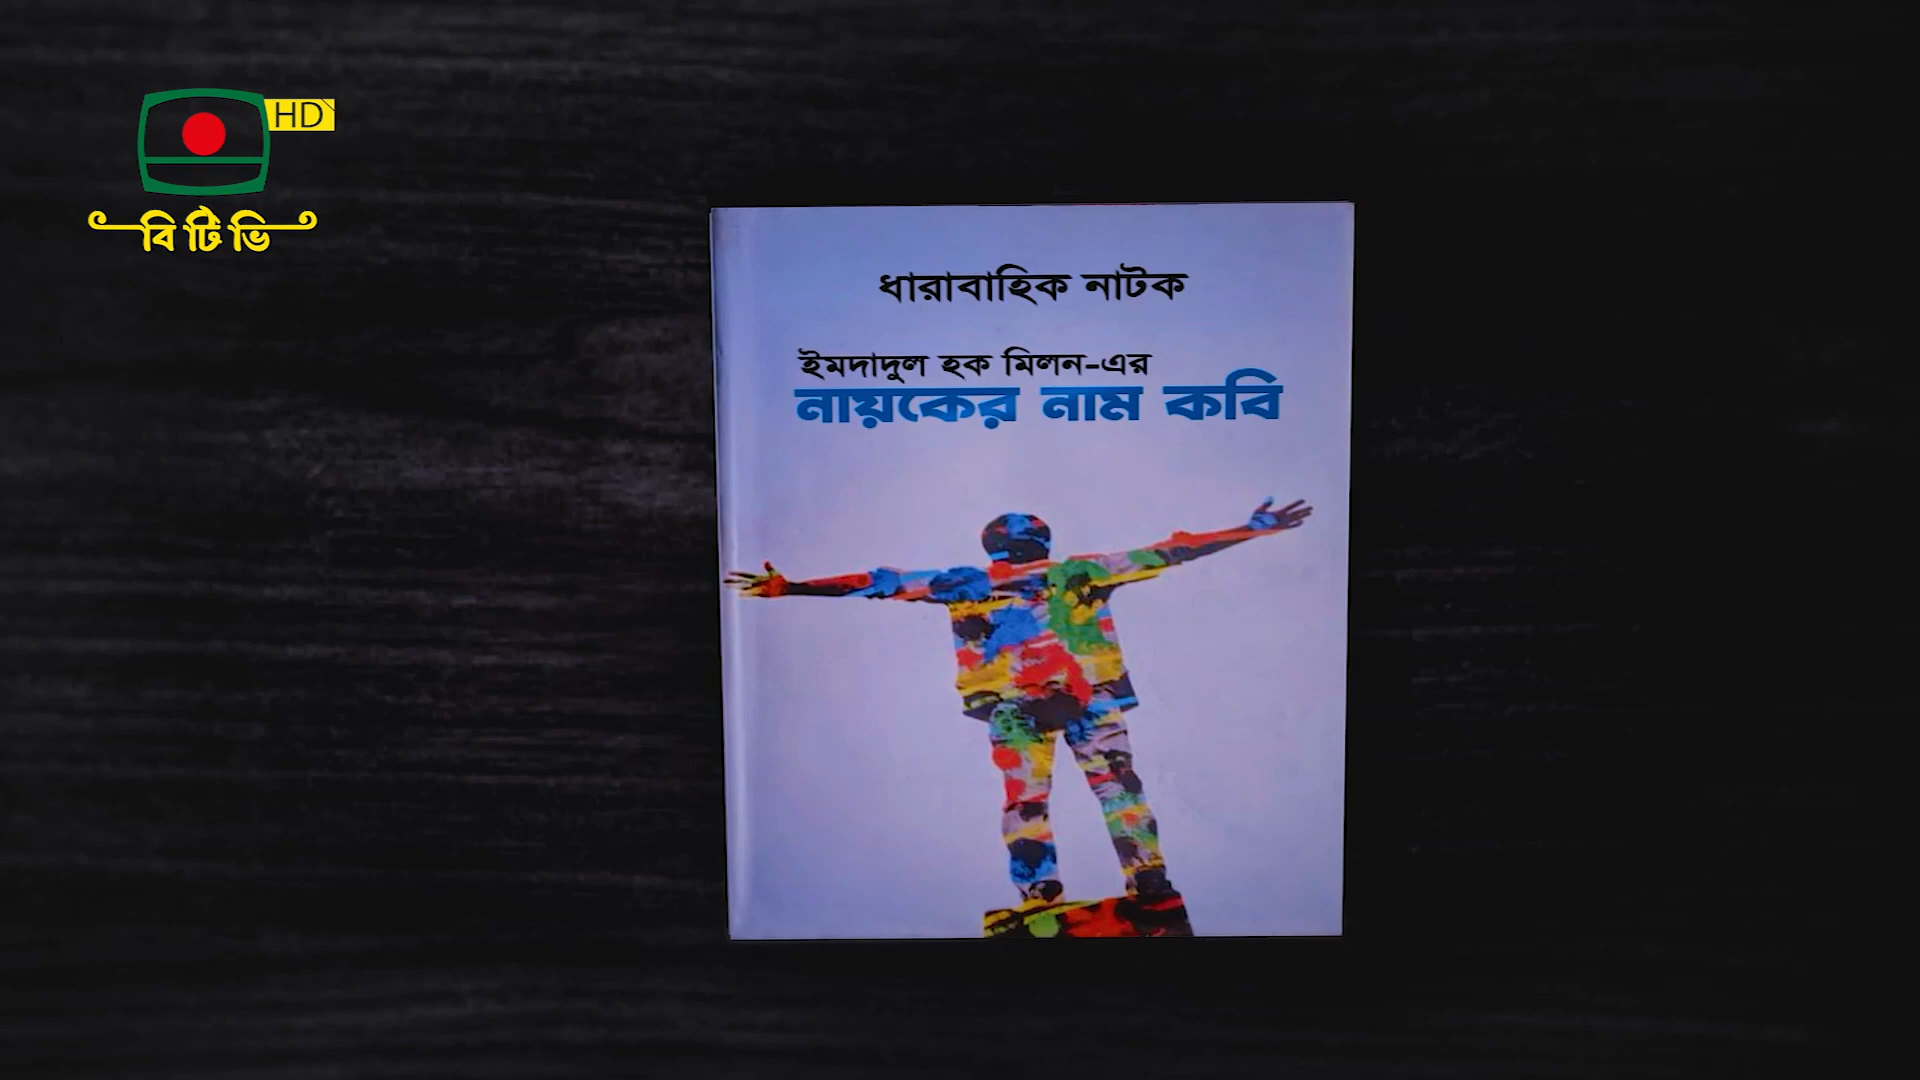 HD
বি টি ভি
ধারাবাহিক নাটক
ইমদাদুল হক মিলন-এর
নায়কের নাম কবি